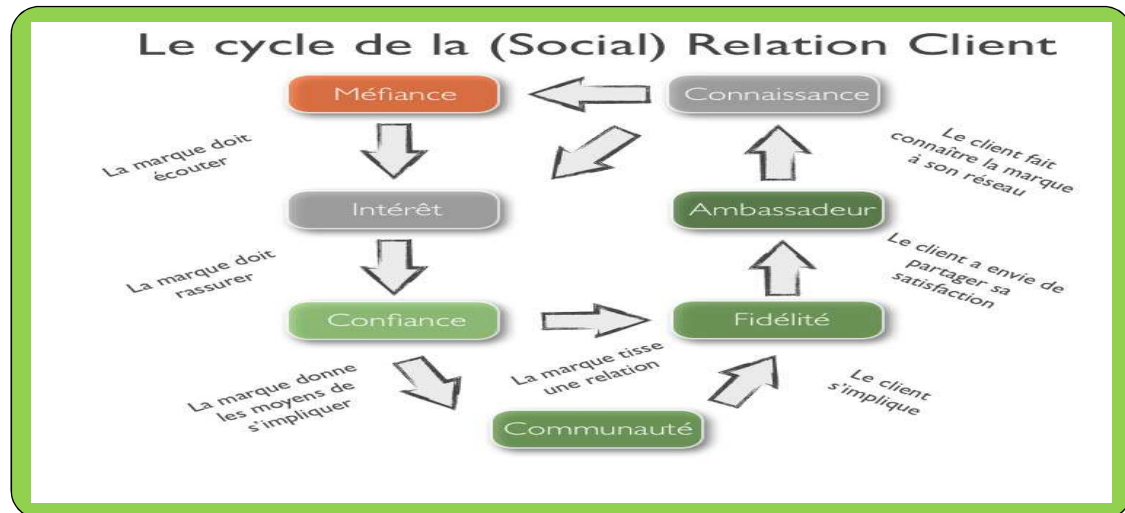 Le cycle de la (Social) Relation Client
Méfiance
Connaissance
La marque doit
écouter
Le client fait
connaître la marque
à son réseau
Intérêt
Ambassadeur
La marque doit
rassurer
Le client a envie de
partager sa
satisfaction
Confiance
Fidélité
La marque tisse
une relation
La marque donne
les moyens de
s'impliquer
Le client
s'implique
Communauté